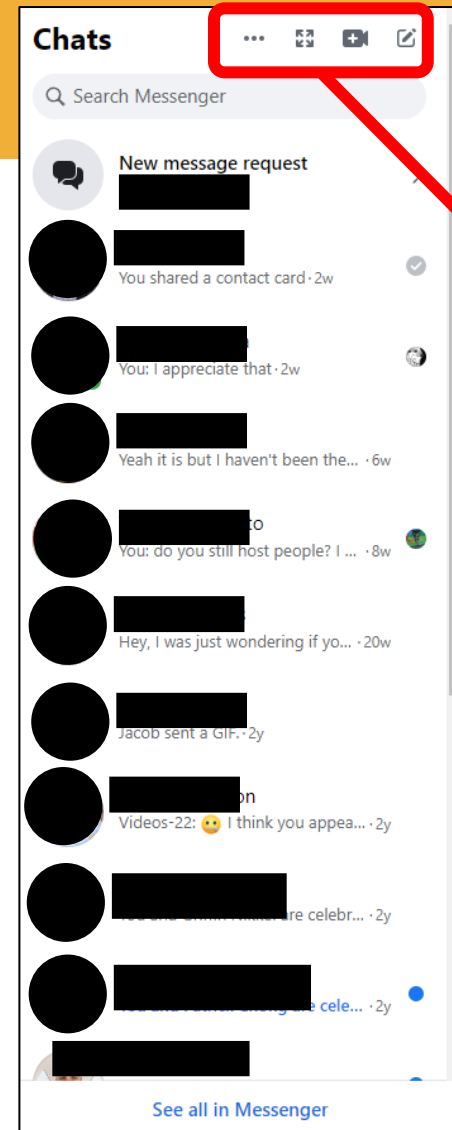 Chats
Search Messenger
New message request
You shared a contact card · 2w
You: I appreciate that · 2w
Yeah it is but I haven't been the... · 6w
to
You: do you still host people? I ... · 8w
Hey, I was just wondering if yo... · 20w
Jacob sent a GIF. · 2y
on
Videos-22: 😬 I think you appea... · 2y
are celebr... · 2y
cele... · 2y
See all in Messenger